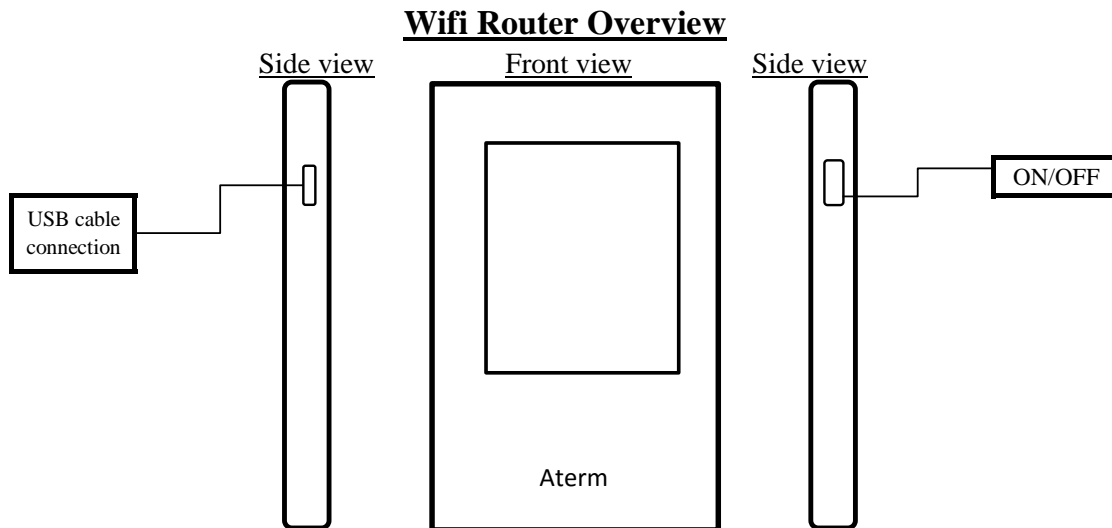 Wifi Router Overview
Side view
Front view
Side view
USB cable
connection
ON/OFF
Aterm